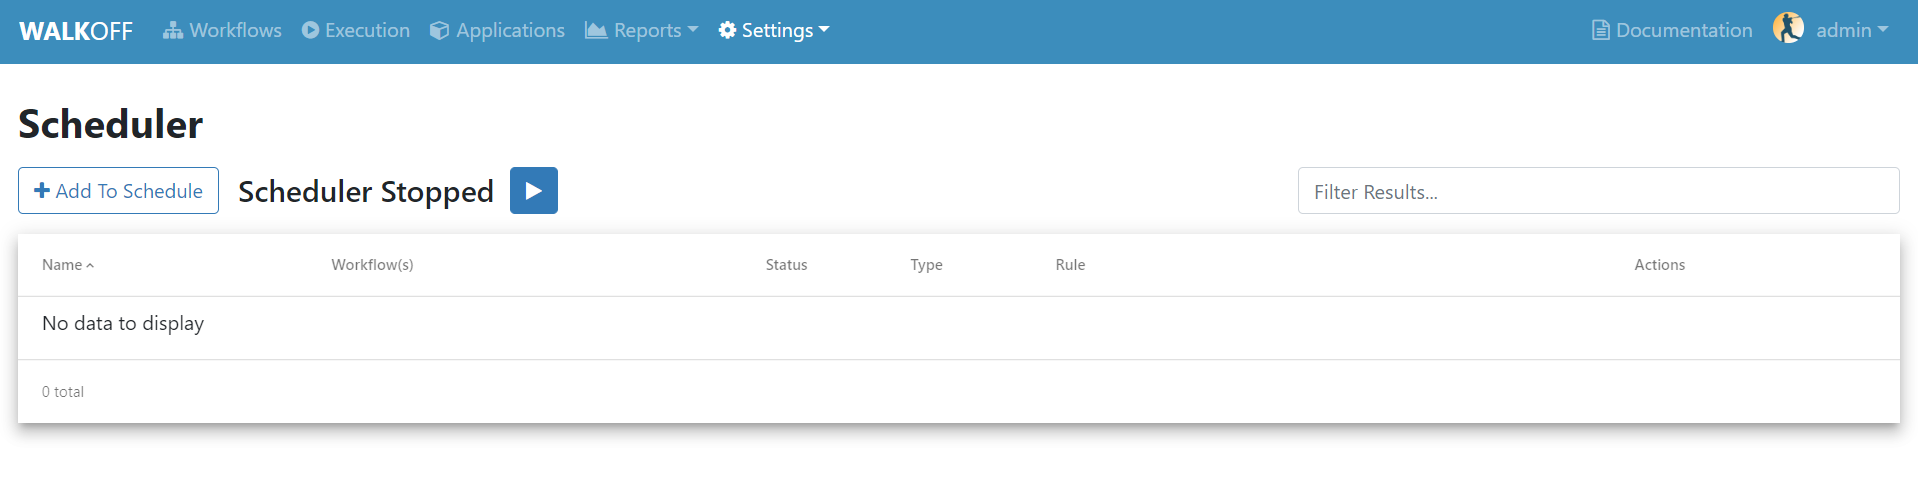 WALKOFF Workflows Execution Applications Reports Settings Documentation admin
Scheduler
Add To Schedule Scheduler Stopped Filter Results...
Name Workflow(s) Status Type Rule Actions
No data to display
0 total